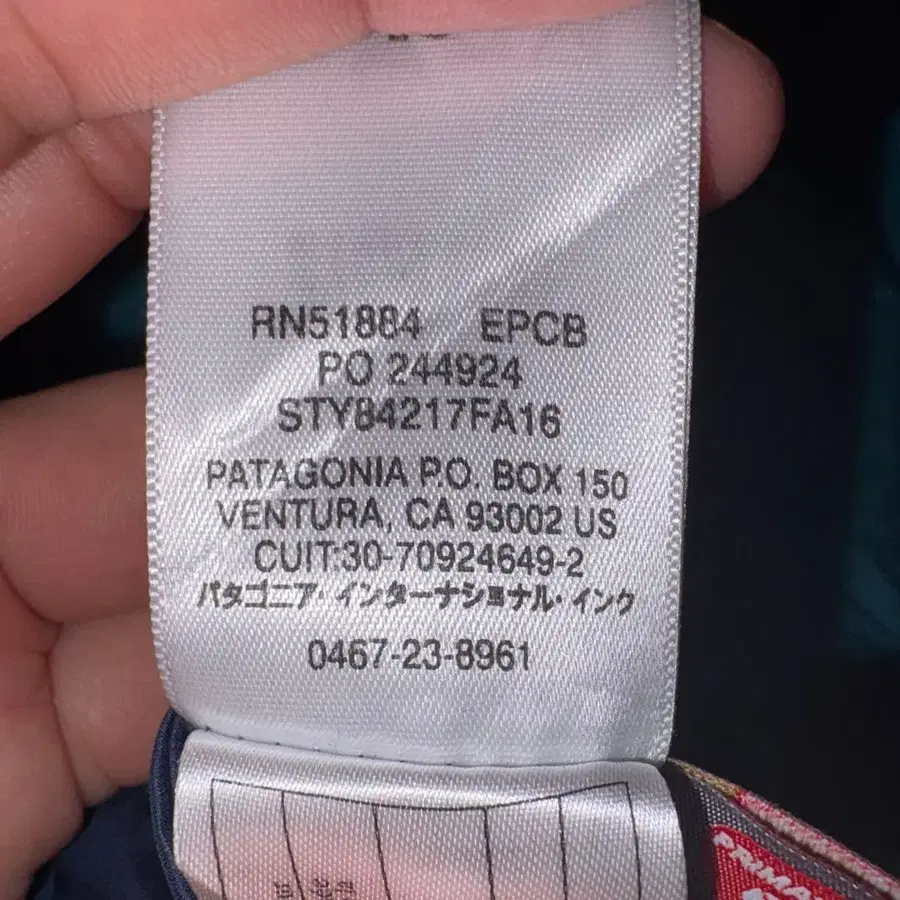 RN51884 EPCB
PO 244924
STY84217FA16
PATAGONIA P.O. BOX 150
VENTURA, CA 93002 US
CUIT:30-70924649-2
パタゴニア・インターナショナル・インク
0467-23-8961